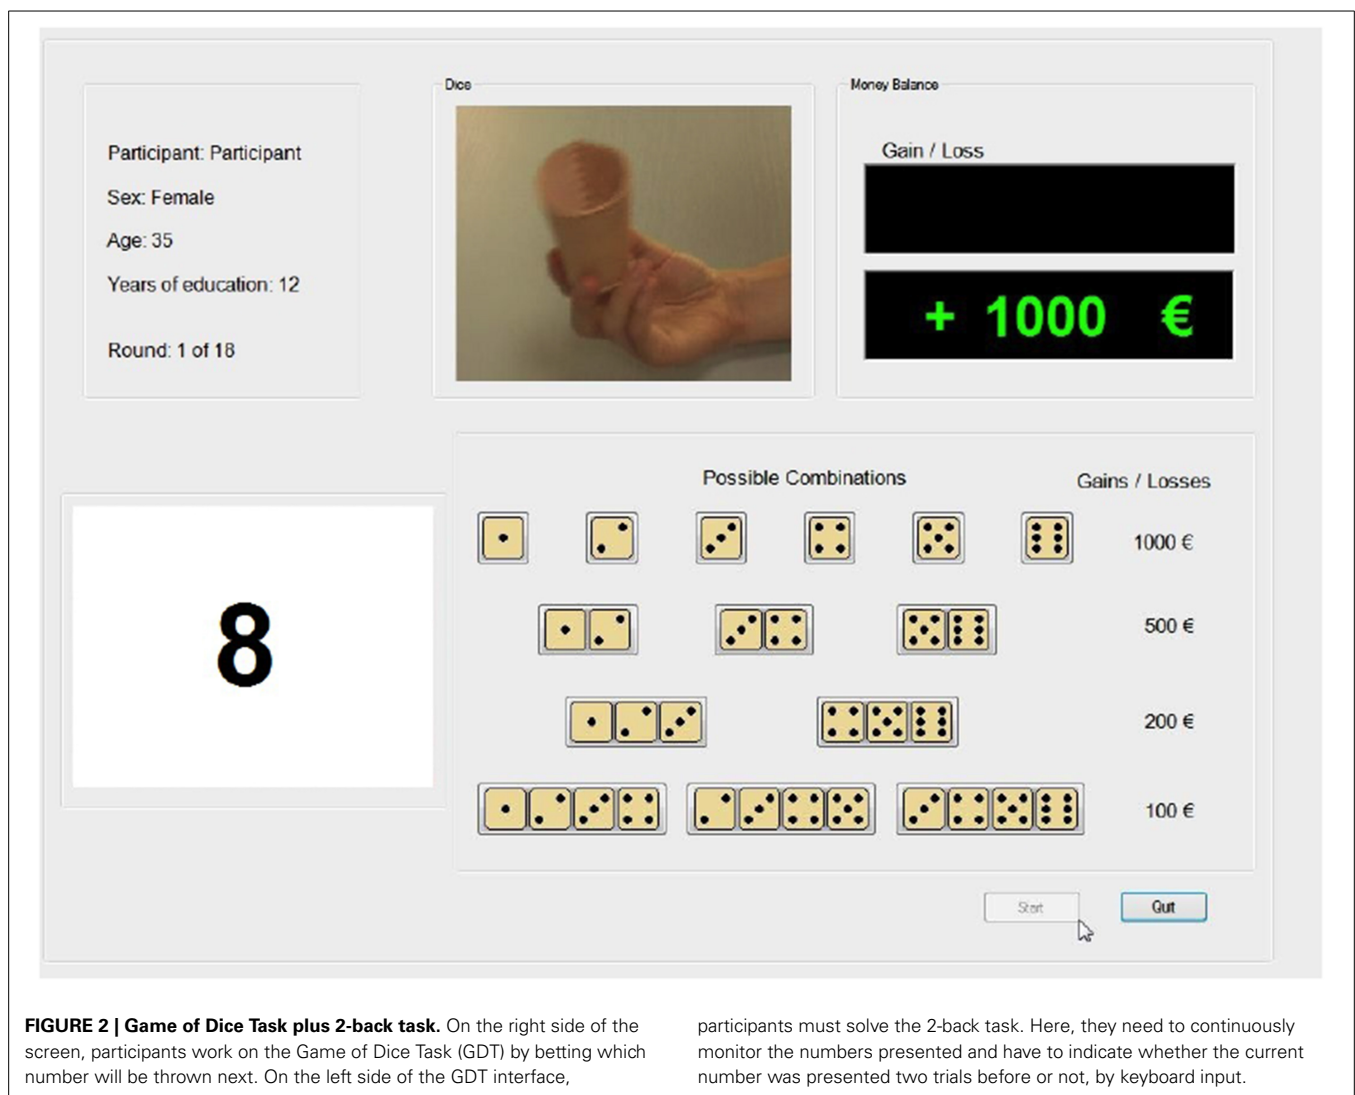 Participant: Participant
Sex: Female
Age: 35
Years of education: 12
Round: 1 of 18
Dice
Money Balance
Gain / Loss
+ 1000 €
8
Possible Combinations
Gains / Losses
1000 €
500 €
200 €
100 €
Start
Quit
FIGURE 2 | Game of Dice Task plus 2-back task. On the right side of the
screen, participants work on the Game of Dice Task (GDT) by betting which
number will be thrown next. On the left side of the GDT interface,
participants must solve the 2-back task. Here, they need to continuously
monitor the numbers presented and have to indicate whether the current
number was presented two trials before or not, by keyboard input.